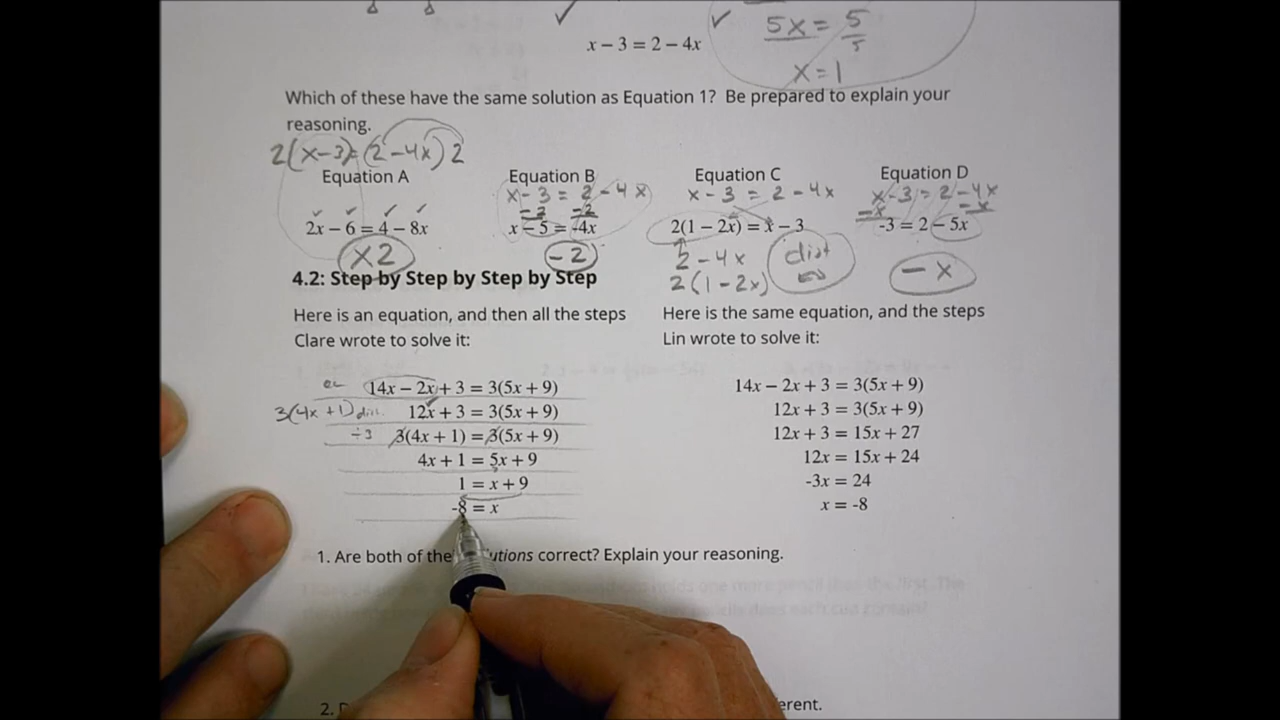 5x = 5
5
x − 3 = 2 − 4x
x = 1
Which of these have the same solution as Equation 1? Be prepared to explain your
reasoning.
2(x−3)=(2−4x)2
Equation A
2x − 6 = 4 − 8x
×2
Equation B
x − 3 = 2 − 4x
−2 −2
x − 5 = -4x
−2
Equation C
x − 3 = 2 − 4x
2(1 − 2x) = x − 3
2 − 4x
2(1−2x)
dist
Equation D
x−3 = 2−4x
−x −x
-3 = 2 − 5x
− x
4.2: Step by Step by Step by Step
Here is an equation, and then all the steps
Clare wrote to solve it:
14x − 2x + 3 = 3(5x + 9)
3(4x +1) dis. 12x + 3 = 3(5x + 9)
÷3 3(4x + 1) = 3(5x + 9)
4x + 1 = 5x + 9
1 = x + 9
-8 = x
Here is the same equation, and the steps
Lin wrote to solve it:
14x − 2x + 3 = 3(5x + 9)
12x + 3 = 3(5x + 9)
12x + 3 = 15x + 27
12x = 15x + 24
-3x = 24
x = -8
1. Are both of the utions correct? Explain your reasoning.
2. erent.